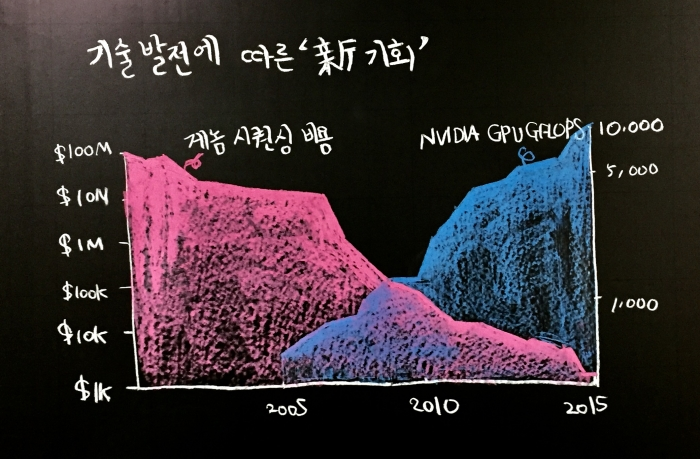 기술발전에 따른 '新 기회'
게놈 시퀀싱 비용
NVIDIA GPU GFLOPS
$100M
$10M
$1M
$100K
$10K
$1K
10,000
5,000
1,000
2005
2010
2015